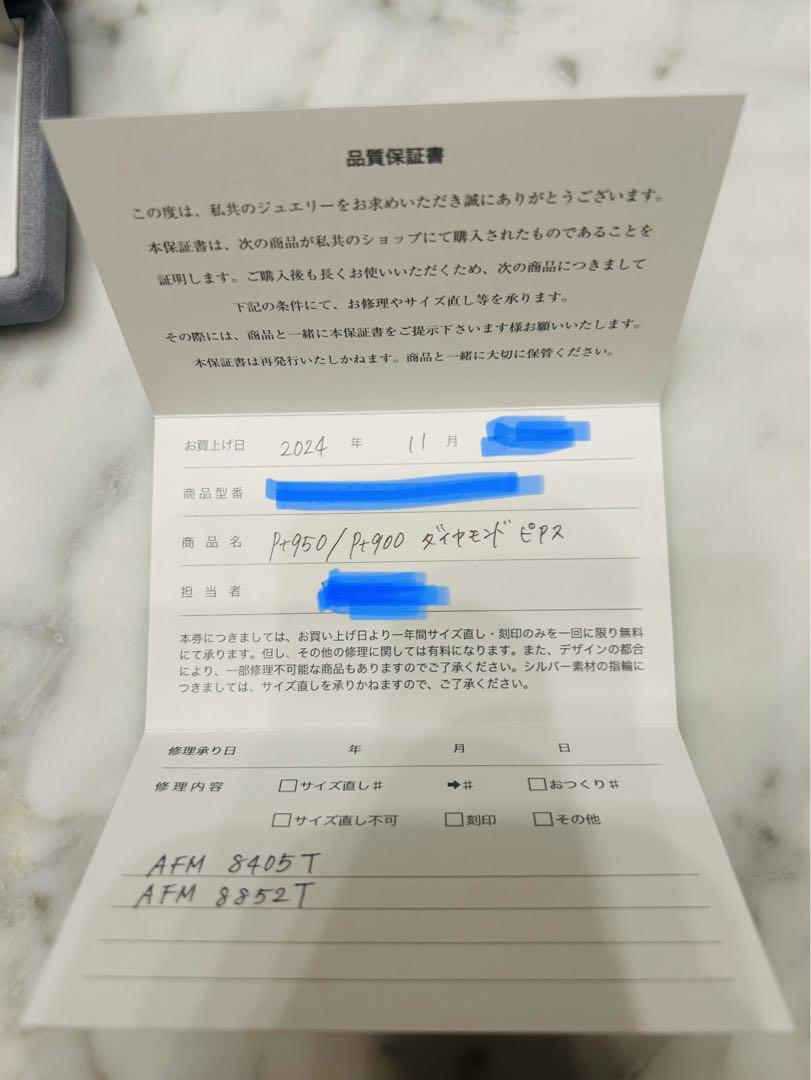 品質保証書
この度は、私共のジュエリーをお求めいただき誠にありがとうございます。
本保証書は、次の商品が私共のショップにて購入されたものであることを
証明します。ご購入後も長くお使いいただくため、次の商品につきまして
下記の条件にて、お修理やサイズ直し等を承ります。
その際には、商品と一緒に本保証書をご提示下さいます様お願いいたします。
本保証書は再発行いたしかねます。商品と一緒に大切に保管ください。
お買上げ日 2024 年 11 月
商品型番
商品名 Pt950/Pt900 ダイヤモンド ピアス
担当者
本券につきましては、お買い上げ日より一年間サイズ直し・刻印のみを一回に限り無料
にて承ります。但し、その他の修理に関しては有料になります。また、デザインの都合
により、一部修理不可能な商品もありますのでご了承ください。シルバー素材の指輪に
つきましては、サイズ直しを承りかねますので、ご了承ください。
修理承り日 年 月 日
修理内容 □サイズ直し# ➡# □おつくり#
□サイズ直し不可 □刻印 □その他
AFM 8405T
AFM 8852T